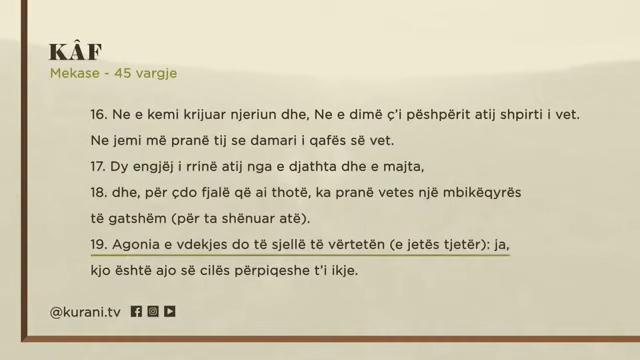 KÂF
Mekase - 45 vargje
16. Ne e kemi krijuar njeriun dhe, Ne e dimë ç'i pëshpërit atij shpirti i vet.
Ne jemi më pranë tij se damari i qafës së vet.
17. Dy engjëj i rrinë atij nga e djathta dhe e majta,
18. dhe, për çdo fjalë që ai thotë, ka pranë vetes një mbikëqyrës
të gatshëm (për ta shënuar atë).
19. Agonia e vdekjes do të sjellë të vërtetën (e jetës tjetër): ja,
kjo është ajo së cilës përpiqeshe t'i ikje.
@kurani.tv